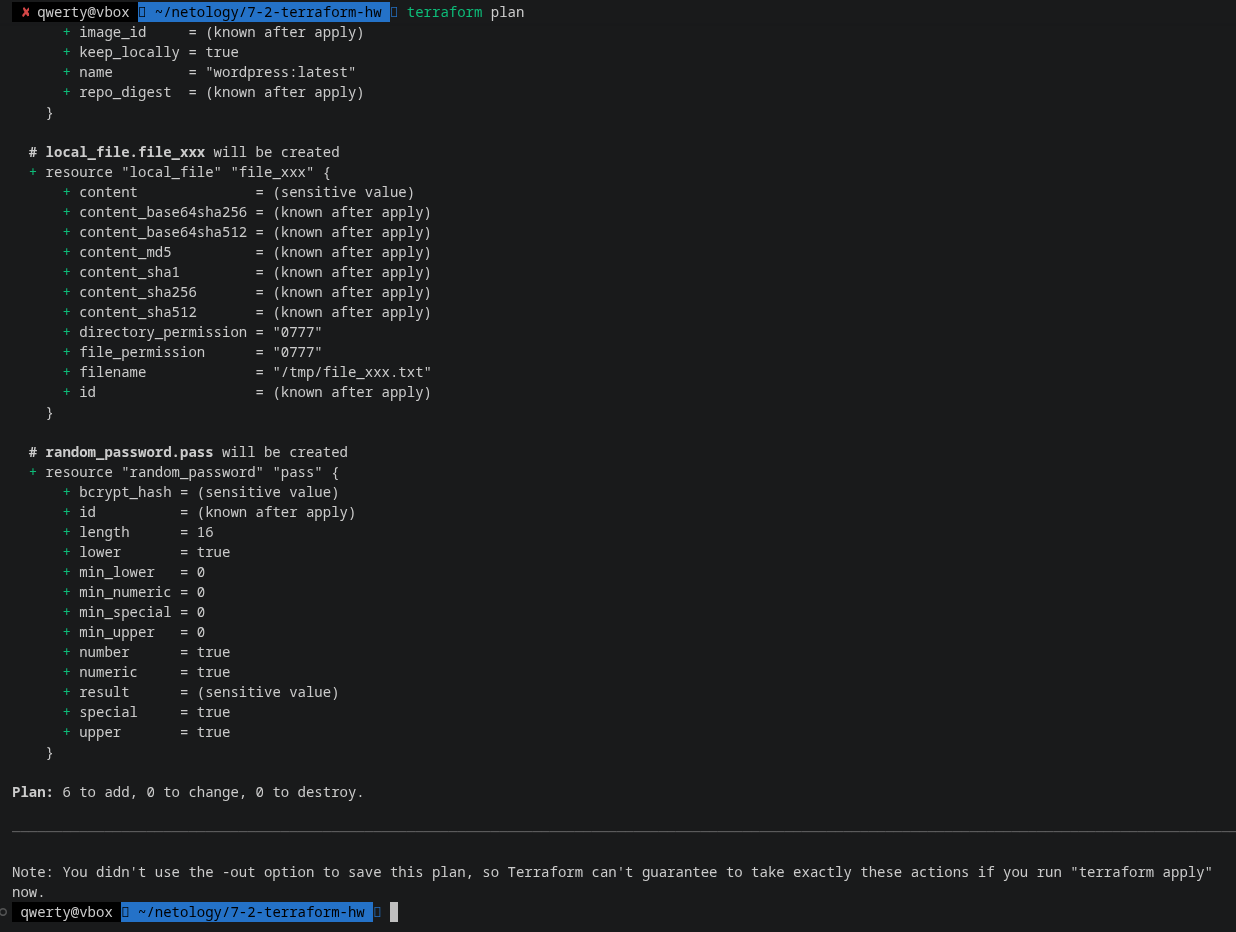 ✘ qwerty@vbox ~/netology/7-2-terraform-hw terraform plan
      + image_id     = (known after apply)
      + keep_locally = true
      + name         = "wordpress:latest"
      + repo_digest  = (known after apply)
    }

  # local_file.file_xxx will be created
  + resource "local_file" "file_xxx" {
      + content              = (sensitive value)
      + content_base64sha256 = (known after apply)
      + content_base64sha512 = (known after apply)
      + content_md5          = (known after apply)
      + content_sha1         = (known after apply)
      + content_sha256       = (known after apply)
      + content_sha512       = (known after apply)
      + directory_permission = "0777"
      + file_permission      = "0777"
      + filename             = "/tmp/file_xxx.txt"
      + id                   = (known after apply)
    }

  # random_password.pass will be created
  + resource "random_password" "pass" {
      + bcrypt_hash = (sensitive value)
      + id          = (known after apply)
      + length      = 16
      + lower       = true
      + min_lower   = 0
      + min_numeric = 0
      + min_special = 0
      + min_upper   = 0
      + number      = true
      + numeric     = true
      + result      = (sensitive value)
      + special     = true
      + upper       = true
    }

Plan: 6 to add, 0 to change, 0 to destroy.

Note: You didn't use the -out option to save this plan, so Terraform can't guarantee to take exactly these actions if you run "terraform apply"
now.
qwerty@vbox ~/netology/7-2-terraform-hw